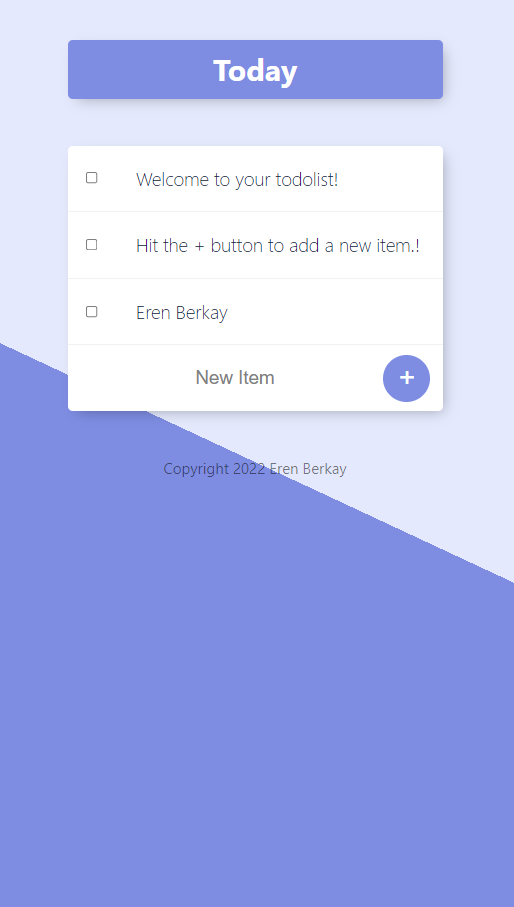 Today
Welcome to your todolist!
Hit the + button to add a new item.!
Eren Berkay
New Item
+
Copyright 2022 Eren Berkay